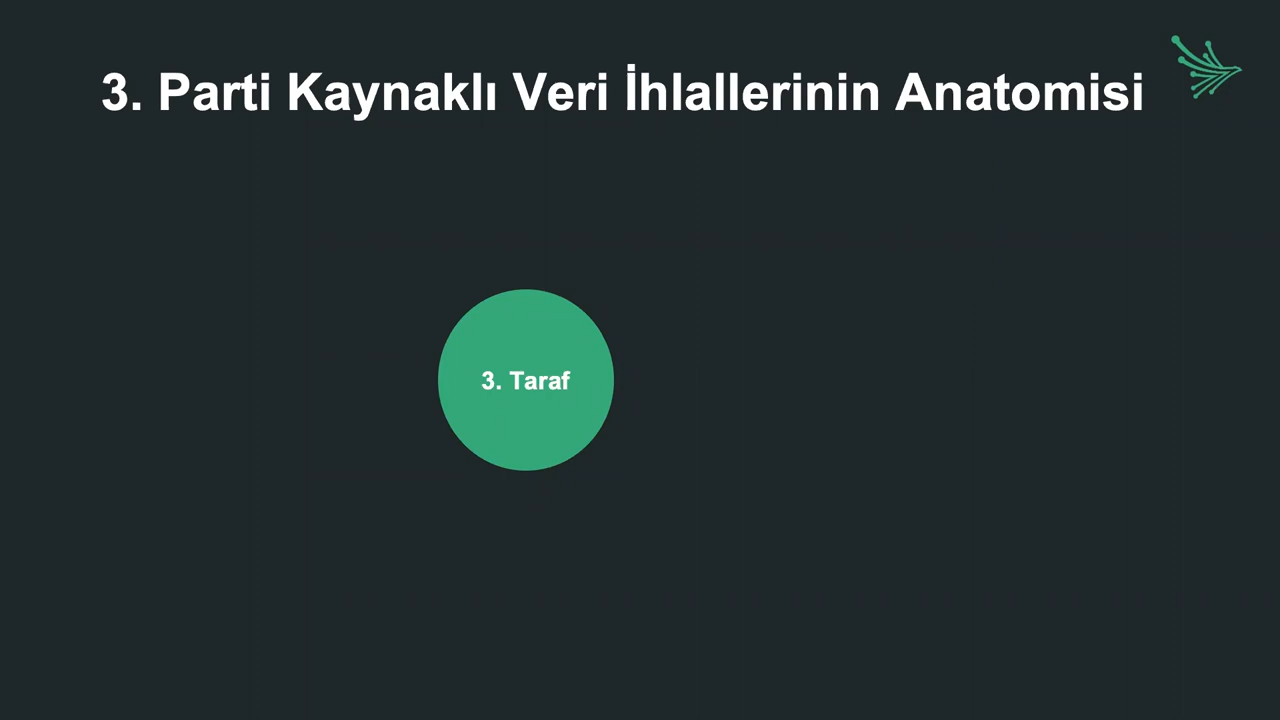 3. Parti Kaynaklı Veri İhlallerinin Anatomisi
3. Taraf